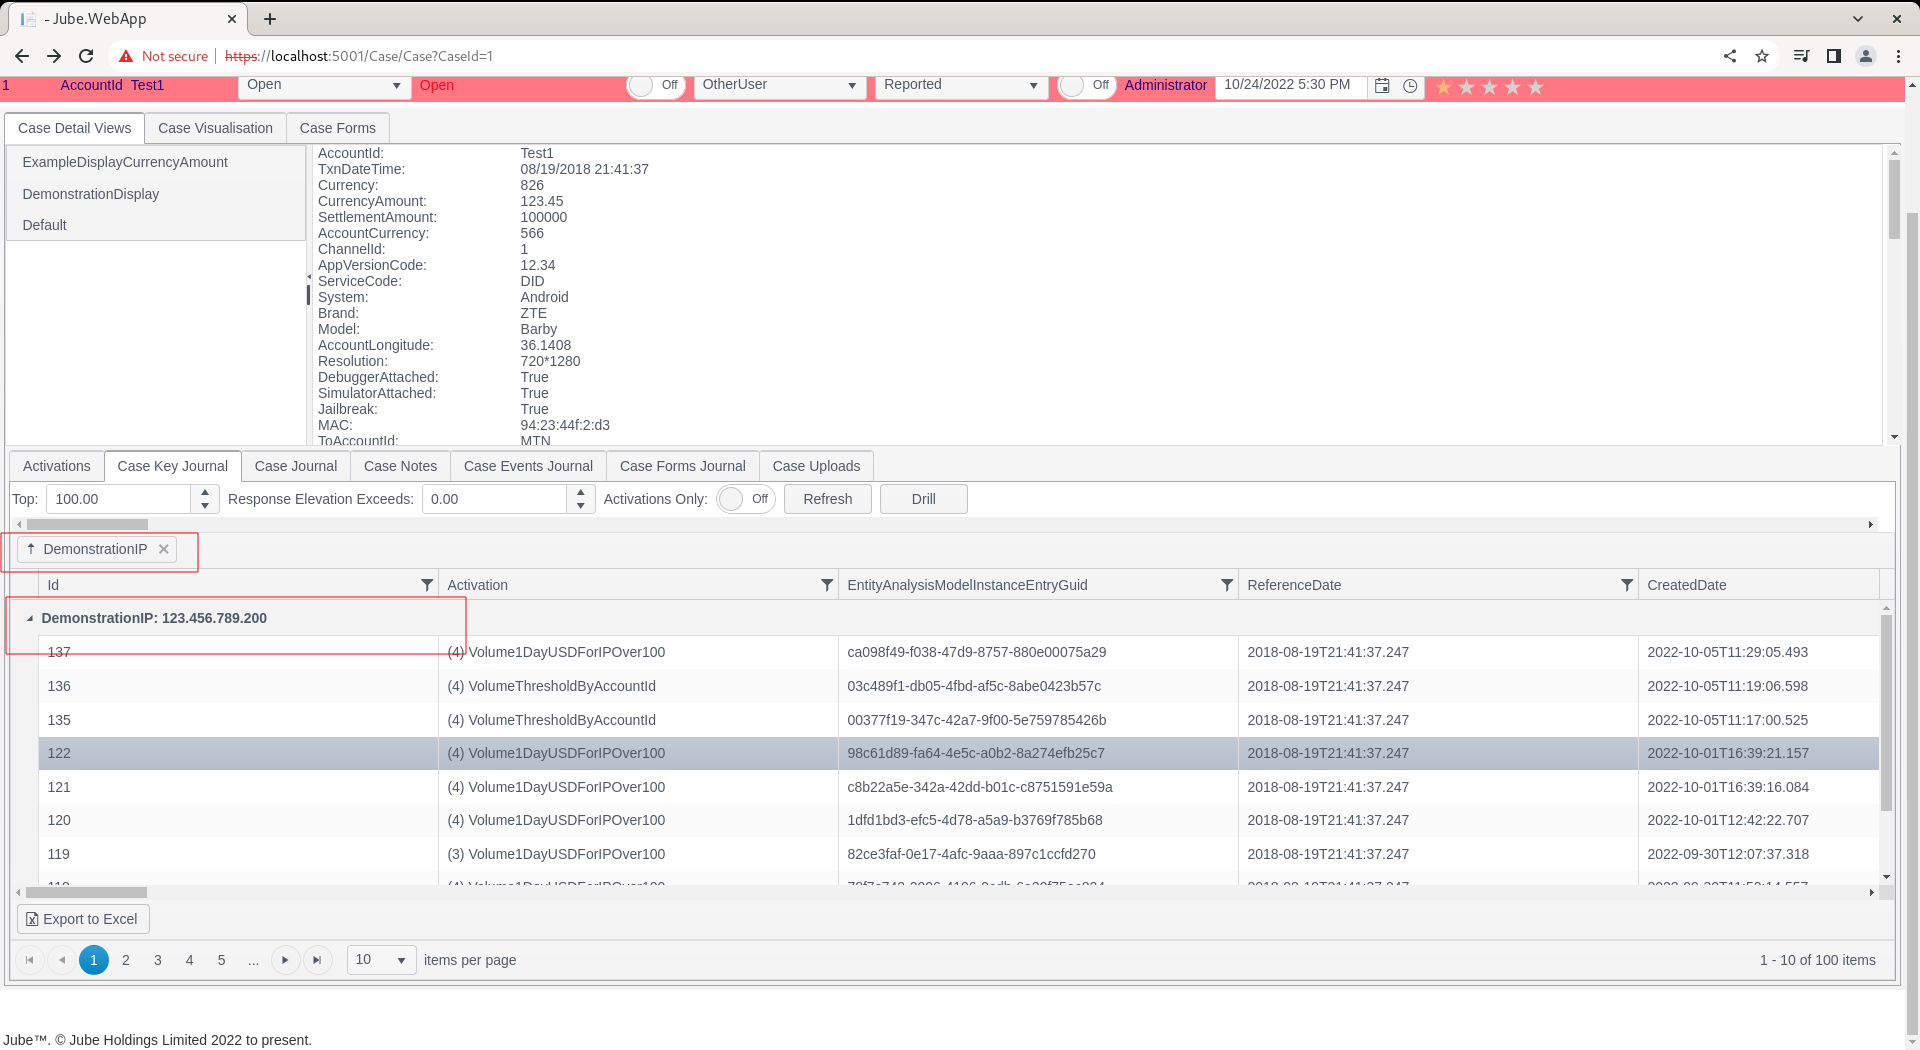 - Jube.WebApp
Not secure https://localhost:5001/Case/Case?CaseId=1
1 AccountId Test1 Open Open Off OtherUser Reported Off Administrator 10/24/2022 5:30 PM
Case Detail Views Case Visualisation Case Forms
ExampleDisplayCurrencyAmount
DemonstrationDisplay
Default
AccountId: Test1
TxnDateTime: 08/19/2018 21:41:37
Currency: 826
CurrencyAmount: 123.45
SettlementAmount: 100000
AccountCurrency: 566
ChannelId: 1
AppVersionCode: 12.34
ServiceCode: DID
System: Android
Brand: ZTE
Model: Barby
AccountLongitude: 36.1408
Resolution: 720*1280
DebuggerAttached: True
SimulatorAttached: True
Jailbreak: True
MAC: 94:23:44f:2:d3
ToAccountId: MTN
Activations Case Key Journal Case Journal Case Notes Case Events Journal Case Forms Journal Case Uploads
Top: 100.00 Response Elevation Exceeds: 0.00 Activations Only: Off Refresh Drill
DemonstrationIP
Id Activation EntityAnalysisModelInstanceEntryGuid ReferenceDate CreatedDate
DemonstrationIP: 123.456.789.200
137 (4) Volume1DayUSDForIPOver100 ca098f49-f038-47d9-8757-880e00075a29 2018-08-19T21:41:37.247 2022-10-05T11:29:05.493
136 (4) VolumeThresholdByAccountId 03c489f1-db05-4fbd-af5c-8abe0423b57c 2018-08-19T21:41:37.247 2022-10-05T11:19:06.598
135 (4) VolumeThresholdByAccountId 00377f19-347c-42a7-9f00-5e759785426b 2018-08-19T21:41:37.247 2022-10-05T11:17:00.525
122 (4) Volume1DayUSDForIPOver100 98c61d89-fa64-4e5c-a0b2-8a274efb25c7 2018-08-19T21:41:37.247 2022-10-01T16:39:21.157
121 (4) Volume1DayUSDForIPOver100 c8b22a5e-342a-42dd-b01c-c8751591e59a 2018-08-19T21:41:37.247 2022-10-01T16:39:16.084
120 (4) Volume1DayUSDForIPOver100 1dfd1bd3-efc5-4d78-a5a9-b3769f785b68 2018-08-19T21:41:37.247 2022-10-01T12:42:22.707
119 (3) Volume1DayUSDForIPOver100 82ce3faf-0e17-4afc-9aaa-897c1ccfd270 2018-08-19T21:41:37.247 2022-09-30T12:07:37.318
Export to Excel
1 2 3 4 5 ... 10 items per page 1 - 10 of 100 items
Jube™. © Jube Holdings Limited 2022 to present.